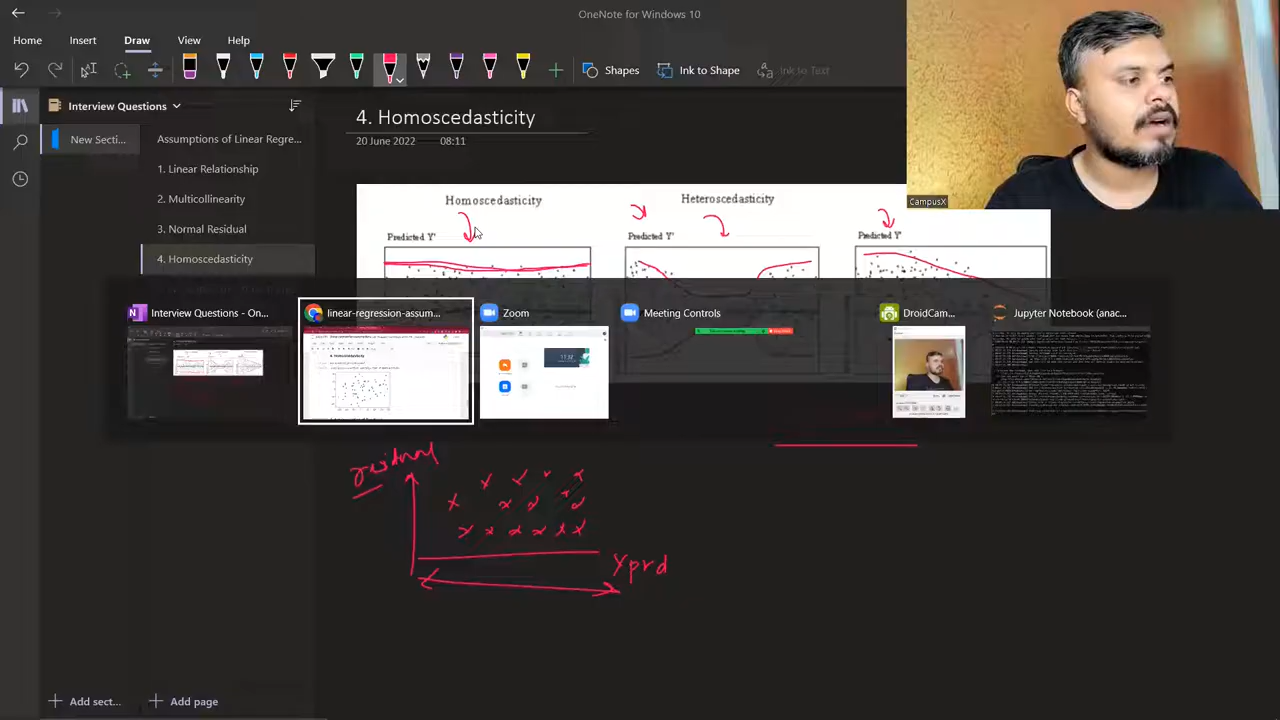 OneNote for Windows 10
Home Insert Draw View Help
Shapes Ink to Shape Ink to Text
Interview Questions
New Secti...
Assumptions of Linear Regre...
1. Linear Relationship
2. Multicollinearity
3. Normal Residual
4. Homoscedasticity
4. Homoscedasticity
20 June 2022 08:11
CampusX
Homoscedasticity Heteroscedasticity
Predicted Y' Predicted Y' Predicted Y'
Interview Questions - On...
linear-regression-assum...
Zoom
Meeting Controls
DroidCam...
Jupyter Notebook (anac...
residual
Ypred
Add sect... Add page